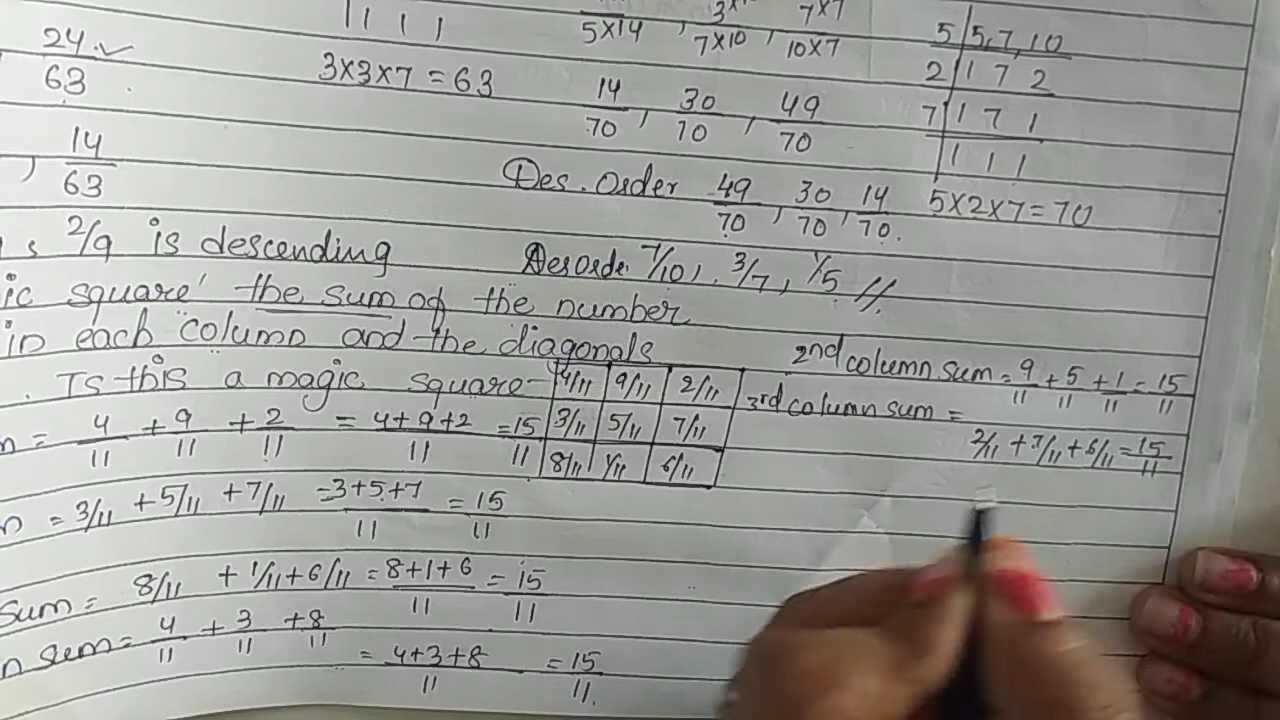 24 ✓
63
14
63
1 1 1 1
3×3×7 = 63
5×14 , 7×10 , 10×7
7×7
14/70 , 30/70 , 49/70
5 | 5, 7, 10
2 | 1 7 2
7 | 1 7 1
1 1 1
Des. Order 49/70 , 30/70 , 14/70.
5×2×7 = 70
2/9 is descending
Des Orde. 7/10, 3/7, 1/5 //.
ic square' the sum of the number
in each column and the diagonals
. Is this a magic square
4/11 9/11 2/11
3/11 5/11 7/11
8/11 1/11 6/11
= 4/11 + 9/11 + 2/11 = 4+9+2/11 = 15/11
= 3/11 + 5/11 + 7/11 = 3+5+7/11 = 15/11
Sum = 8/11 + 1/11 + 6/11 = 8+1+6/11 = 15/11
n sum = 4/11 + 3/11 + 8/11
= 4+3+8/11 = 15/11.
2nd column sum = 9/11 + 5/11 + 1/11 = 15/11
3rd column sum =
2/11 + 7/11 + 6/11 = 15/11